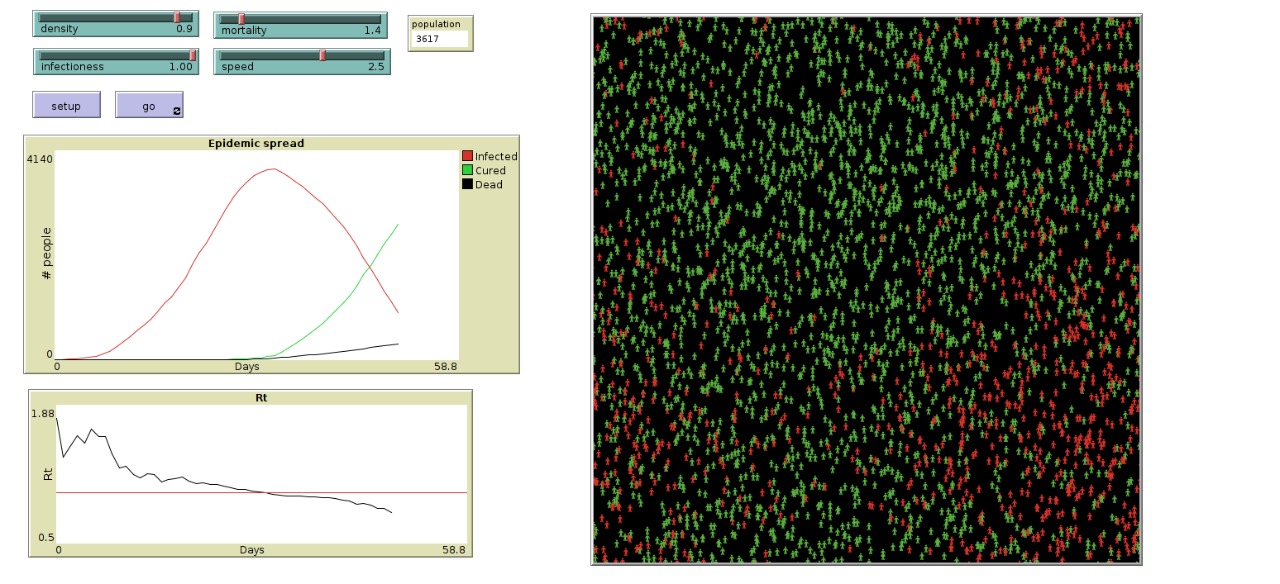 density 0.9
mortality 1.4
population
3617
infectioness 1.00
speed 2.5
setup
go
Epidemic spread
4140
# people
0
0
Days
58.8
Infected
Cured
Dead
Rt
1.88
Rt
0.5
0
Days
58.8